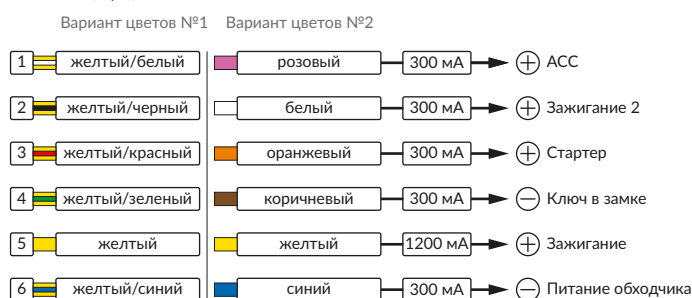 Вариант цветов №1 Вариант цветов №2
1 желтый/белый розовый 300 мА + ACC
2 желтый/черный белый 300 мА + Зажигание 2
3 желтый/красный оранжевый 300 мА + Стартер
4 желтый/зеленый коричневый 300 мА − Ключ в замке
5 желтый желтый 1200 мА + Зажигание
6 желтый/синий синий 300 мА − Питание обходчика